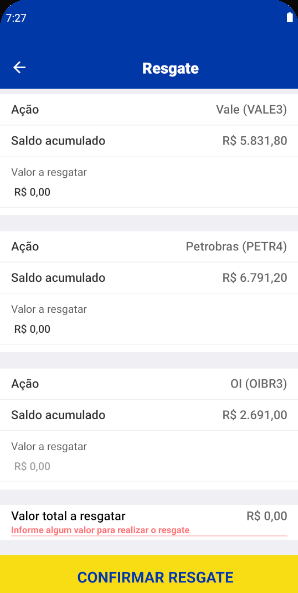 7:27
Resgate
Ação Vale (VALE3)
Saldo acumulado R$ 5.831,80
Valor a resgatar
R$ 0,00
Ação Petrobras (PETR4)
Saldo acumulado R$ 6.791,20
Valor a resgatar
R$ 0,00
Ação OI (OIBR3)
Saldo acumulado R$ 2.691,00
Valor a resgatar
R$ 0,00
Valor total a resgatar R$ 0,00
Informe algum valor para realizar o resgate
CONFIRMAR RESGATE